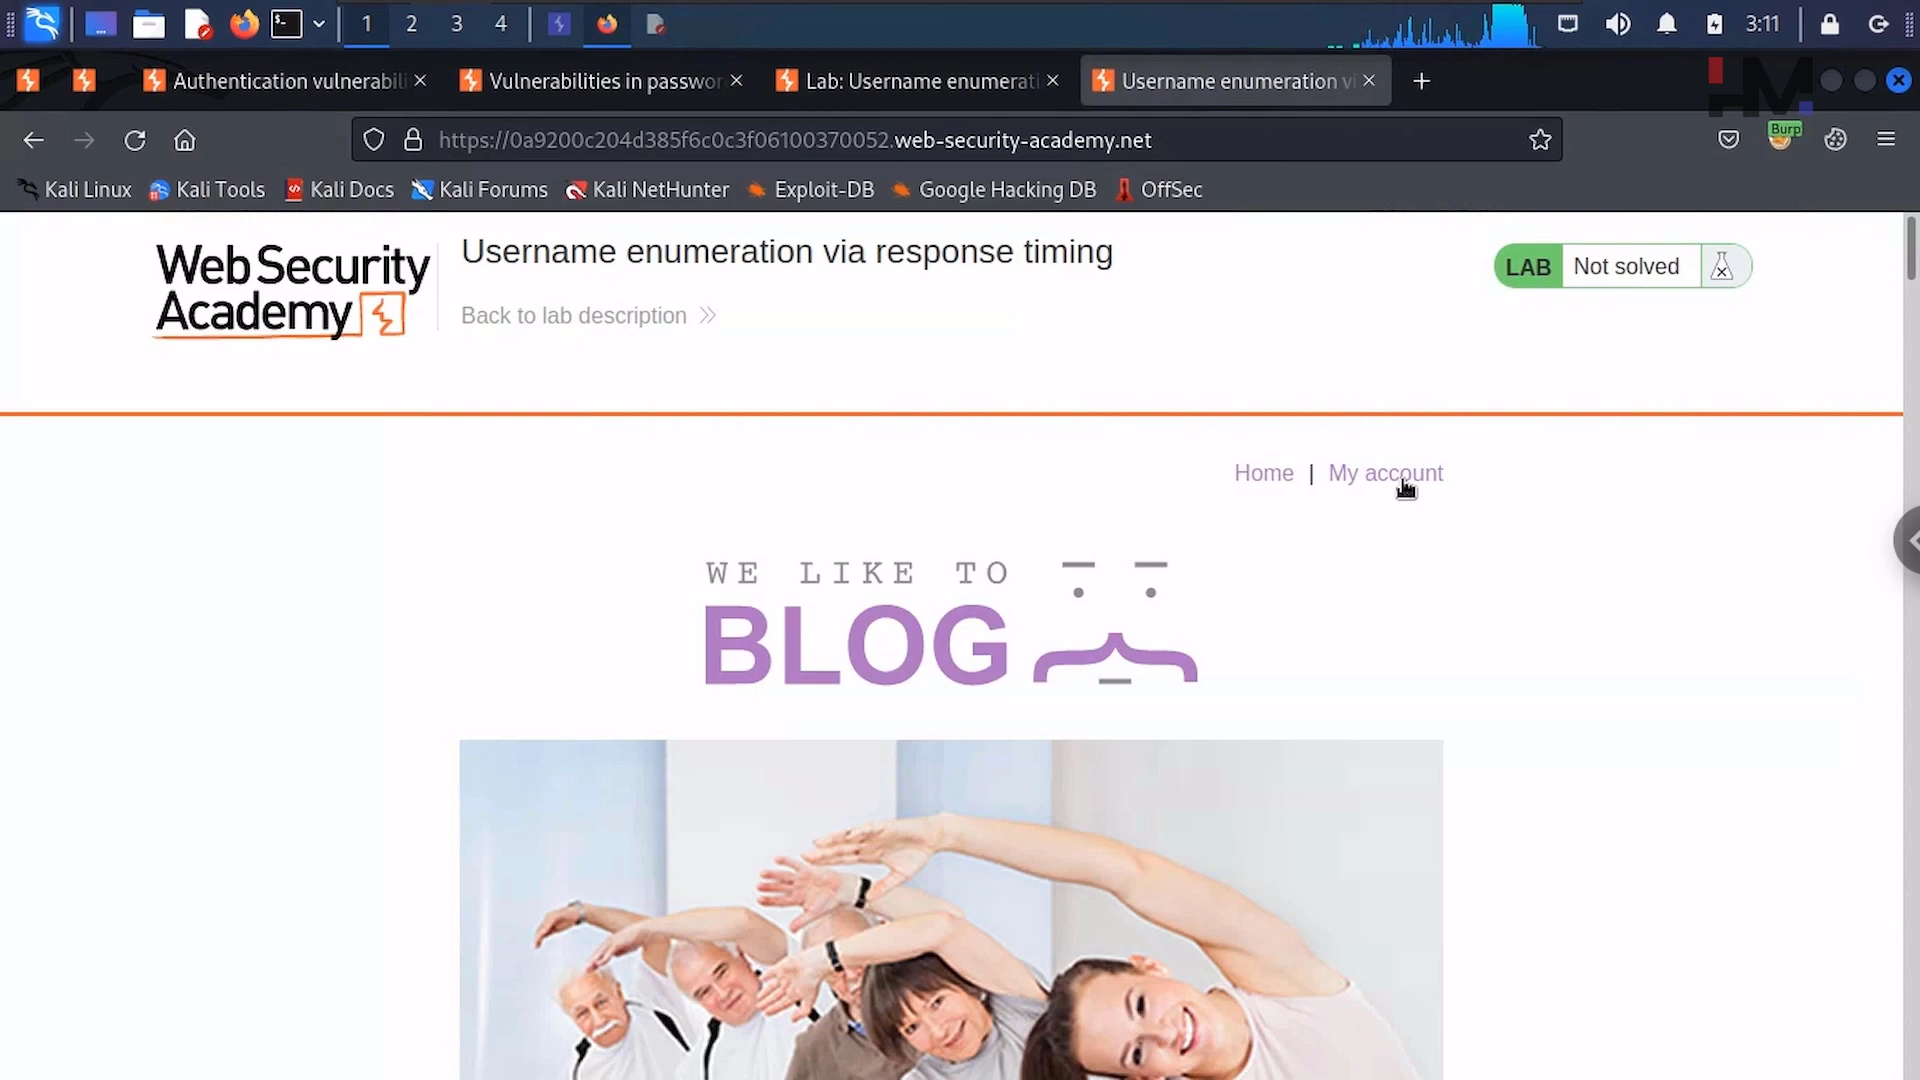 1 2 3 4 3:11
Authentication vulnerabili
Vulnerabilities in passwor
Lab: Username enumerati
Username enumeration vi
HM
https://0a9200c204d385f6c0c3f06100370052.web-security-academy.net
Burp
Kali Linux Kali Tools Kali Docs Kali Forums Kali NetHunter Exploit-DB Google Hacking DB OffSec
Web Security
Academy
Username enumeration via response timing
Back to lab description
LAB Not solved
Home | My account
WE LIKE TO
BLOG